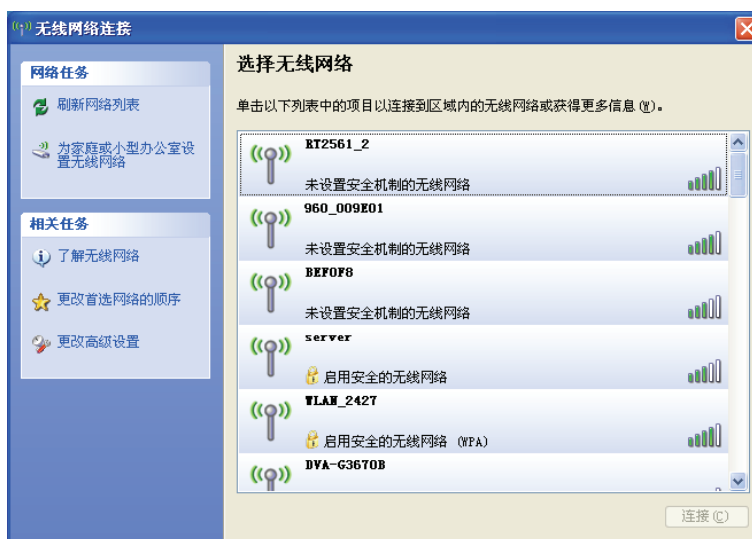 无线网络连接
网络任务
刷新网络列表
为家庭或小型办公室设
置无线网络
相关任务
了解无线网络
更改首选网络的顺序
更改高级设置
选择无线网络
单击以下列表中的项目以连接到区域内的无线网络或获得更多信息(W)。
RT2561_2
未设置安全机制的无线网络
960_009E01
未设置安全机制的无线网络
BEF0F8
未设置安全机制的无线网络
server
启用安全的无线网络
WLAN_2427
启用安全的无线网络 (WPA)
DVA-G3670B
连接(C)